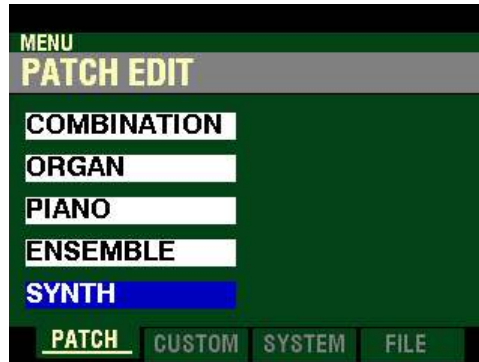 MENU
PATCH EDIT
COMBINATION
ORGAN
PIANO
ENSEMBLE
SYNTH
PATCH CUSTOM SYSTEM FILE